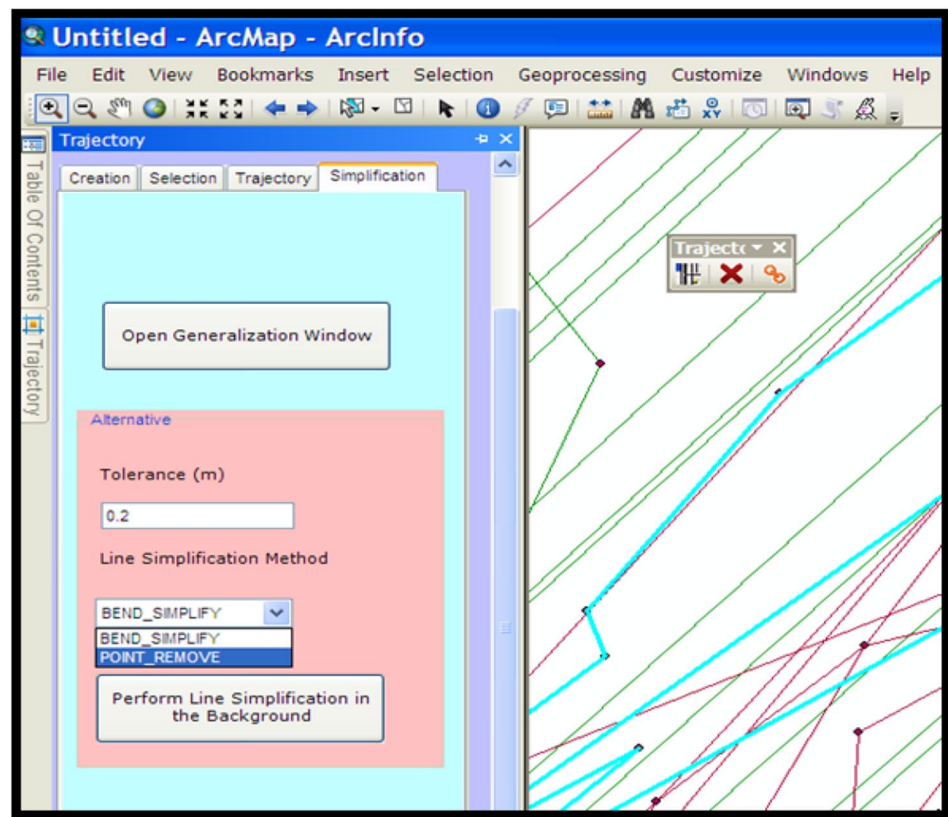 Untitled - ArcMap - ArcInfo
File Edit View Bookmarks Insert Selection Geoprocessing Customize Windows Help
XY
Trajectory
Creation Selection Trajectory Simplification
Table Of Contents
Trajectory
Trajectc
Open Generalization Window
Alternative
Tolerance (m)
0.2
Line Simplification Method
BEND_SIMPLIFY
BEND_SIMPLIFY
POINT_REMOVE
Perform Line Simplification in
the Background